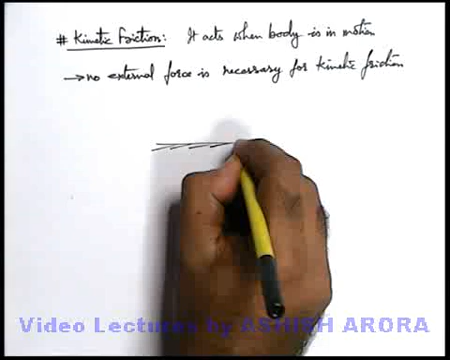 # Kinetic Friction: It acts when body is in motion
→ no external force is necessary for kinetic friction
Video Lectures by ASHISH ARORA